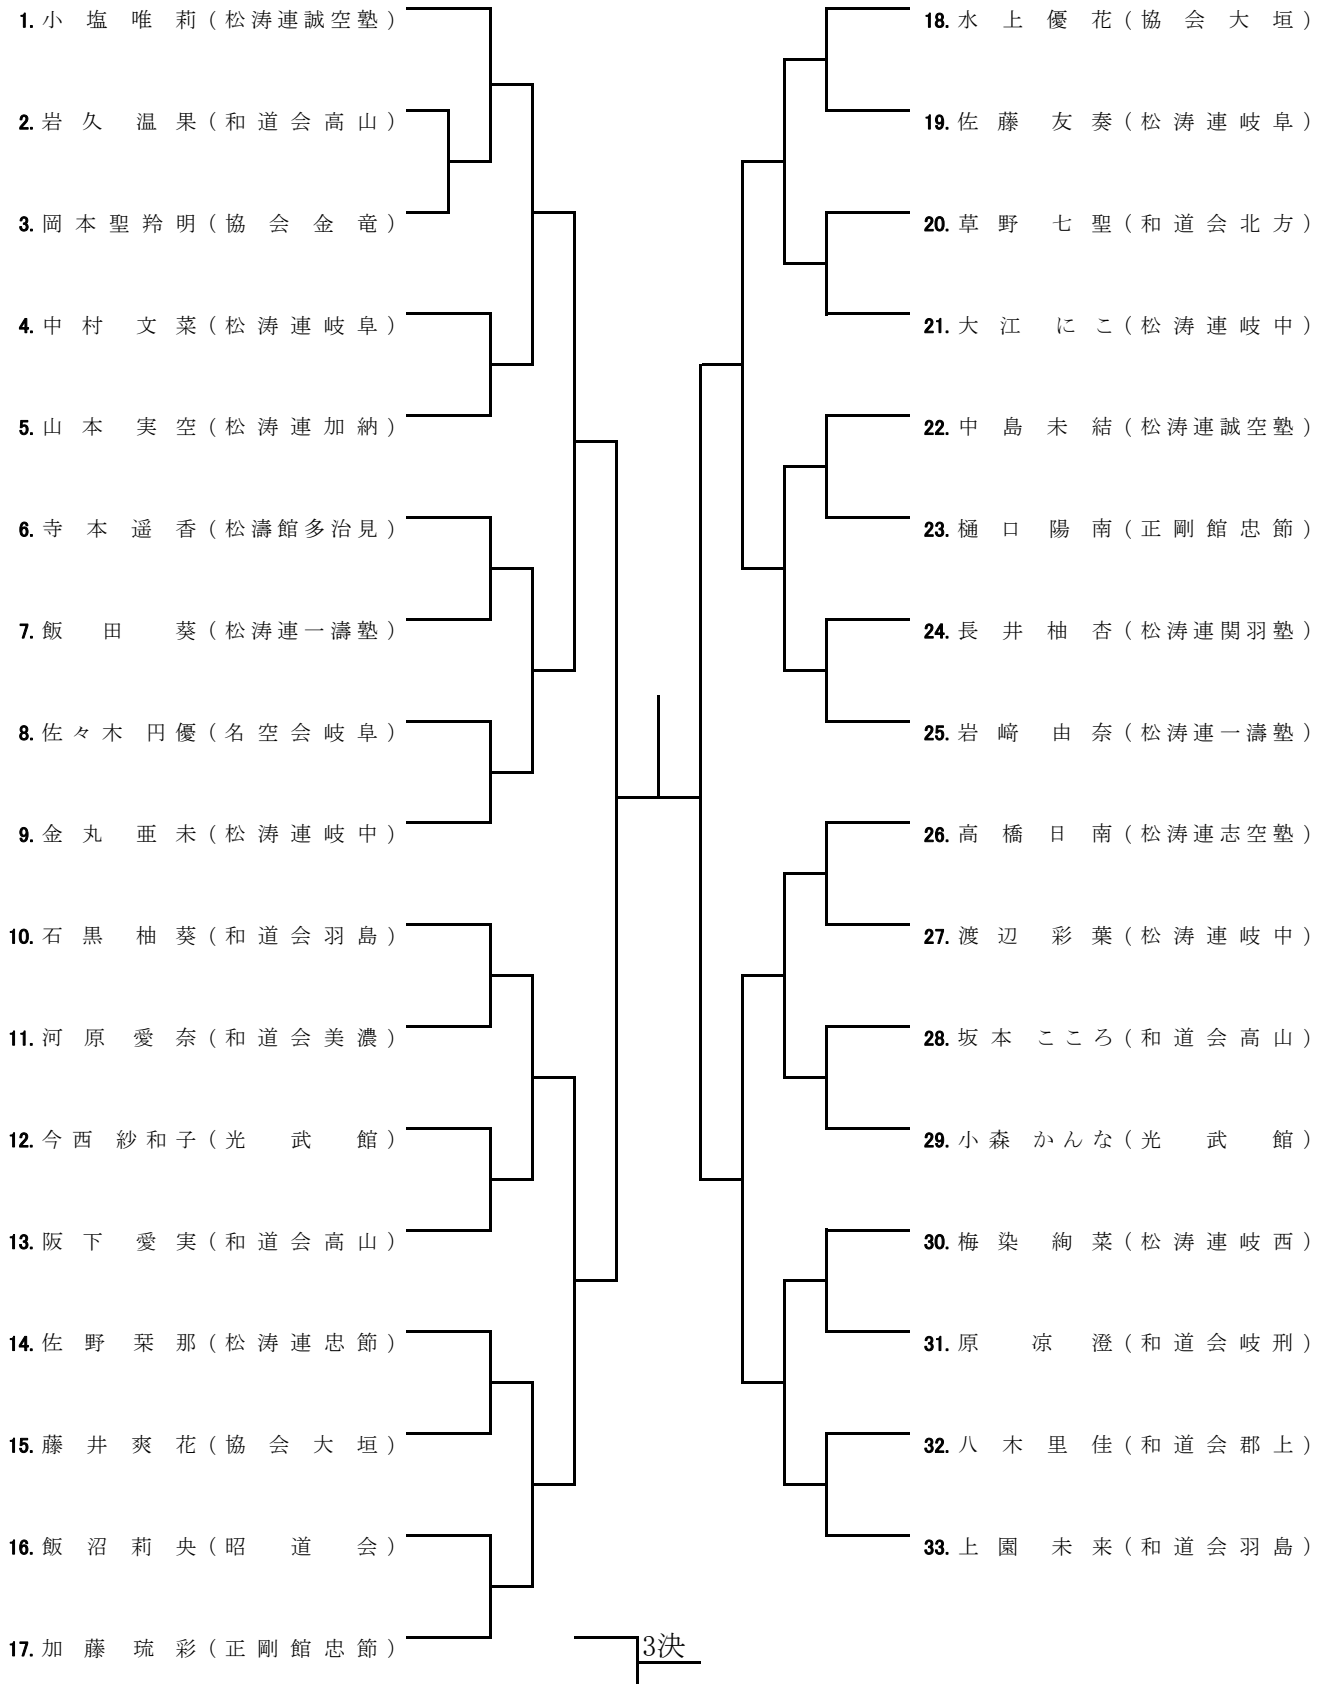 1. 小塩唯莉(松涛連誠空塾)
2. 岩久温果(和道会高山)
3. 岡本聖羚明(協会金竜)
4. 中村文菜(松涛連岐阜)
5. 山本実空(松涛連加納)
6. 寺本遥香(松濤館多治見)
7. 飯田葵(松涛連一濤塾)
8. 佐々木円優(名空会岐阜)
9. 金丸亜未(松涛連岐中)
10. 石黒柚葵(和道会羽島)
11. 河原愛奈(和道会美濃)
12. 今西紗和子(光武館)
13. 阪下愛実(和道会高山)
14. 佐野栞那(松涛連忠節)
15. 藤井爽花(協会大垣)
16. 飯沼莉央(昭道会)
17. 加藤琉彩(正剛館忠節)
18. 水上優花(協会大垣)
19. 佐藤友奏(松涛連岐阜)
20. 草野七聖(和道会北方)
21. 大江にこ(松涛連岐中)
22. 中島未結(松涛連誠空塾)
23. 樋口陽南(正剛館忠節)
24. 長井柚杏(松涛連関羽塾)
25. 岩﨑由奈(松涛連一濤塾)
26. 高橋日南(松涛連志空塾)
27. 渡辺彩葉(松涛連岐中)
28. 坂本こころ(和道会高山)
29. 小森かんな(光武館)
30. 梅染絢菜(松涛連岐西)
31. 原凉澄(和道会岐刑)
32. 八木里佳(和道会郡上)
33. 上園未来(和道会羽島)
3決